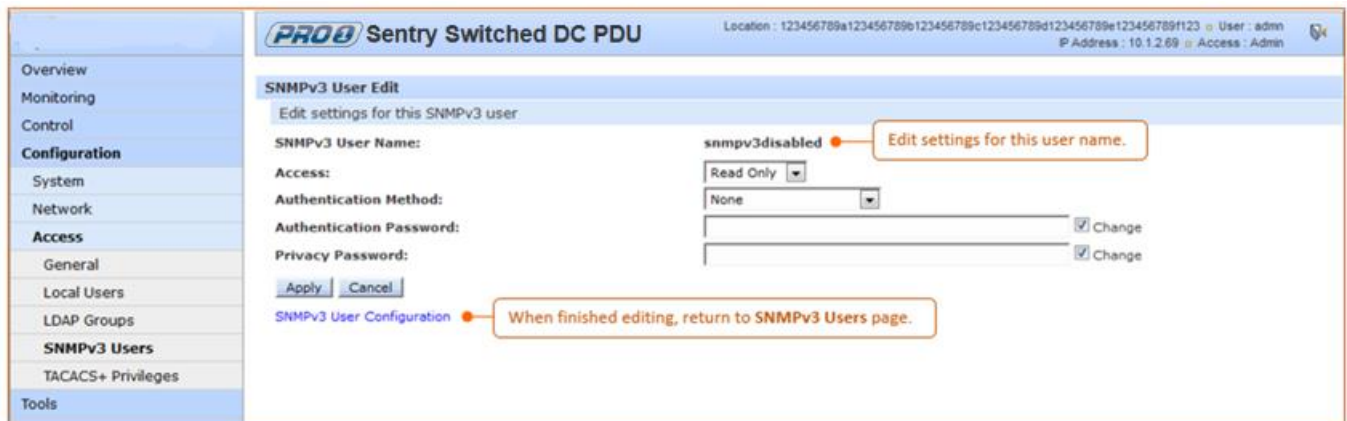 PRO2 Sentry Switched DC PDU
Location : 123456789a123456789b123456789c123456789d123456789e123456789f123 User : admn
IP Address : 10.1.2.69 Access : Admin
Overview
Monitoring
Control
Configuration
System
Network
Access
General
Local Users
LDAP Groups
SNMPv3 Users
TACACS+ Privileges
Tools
SNMPv3 User Edit
Edit settings for this SNMPv3 user
SNMPv3 User Name: snmpv3disabled Edit settings for this user name.
Access: Read Only
Authentication Method: None
Authentication Password: Change
Privacy Password: Change
Apply Cancel
SNMPv3 User Configuration When finished editing, return to SNMPv3 Users page.